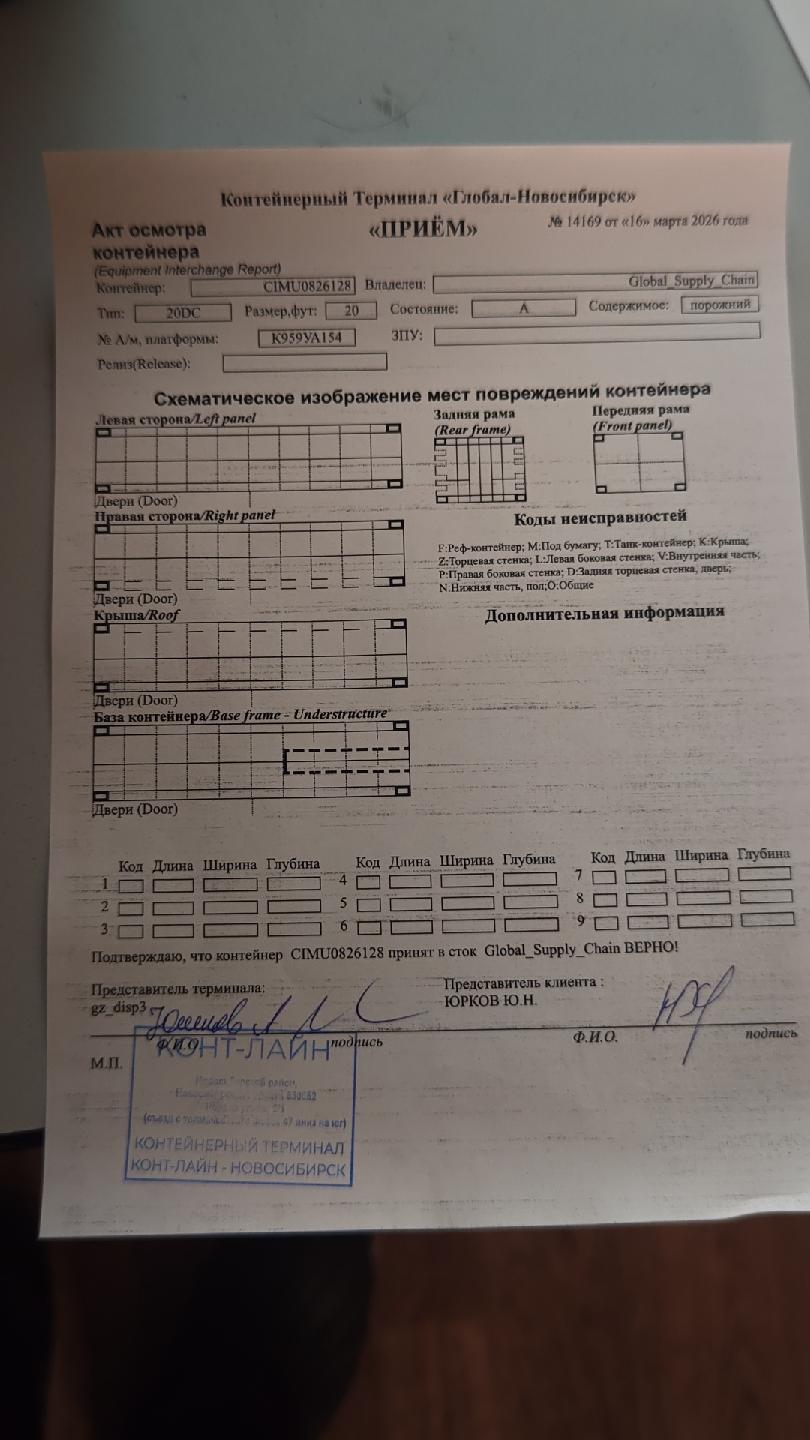 Контейнерный Терминал «Глобал-Новосибирск»
Акт осмотра контейнера
«ПРИЁМ»
№ 14169 от «16» марта 2026 года
(Equipment Interchange Report)
Контейнер: CIMU0826128 Владелец: Global_Supply_Chain
Тип: 20DC Размер,фут: 20 Состояние: A Содержимое: порожний
№ А/м, платформы: К959УА154 ЗПУ:
Релиз(Release):
Схематическое изображение мест повреждений контейнера
Левая сторона/Left panel
Задняя рама
(Rear frame)
Передняя рама
(Front panel)
Двери (Door)
Правая сторона/Right panel
Коды неисправностей
F:Реф-контейнер; M:Под бумагу; T:Танк-контейнер; K:Крыша;
Z:Торцевая стенка; L:Левая боковая стенка; V:Внутренняя часть;
P:Правая боковая стенка; D:Задняя торцевая стенка, дверь;
N:Нижняя часть, пол;O:Общие
Двери (Door)
Крыша/Roof
Дополнительная информация
Двери (Door)
База контейнера/Base frame - Understructure
Двери (Door)
Код Длина Ширина Глубина Код Длина Ширина Глубина Код Длина Ширина Глубина
1 4 7
2 5 8
3 6 9
Подтверждаю, что контейнер CIMU0826128 принят в сток Global_Supply_Chain ВЕРНО!
Представитель терминала: Представитель клиента :
gz_disp3 ЮРКОВ Ю.Н.
Ф.И.О. подпись Ф.И.О. подпись
М.П.
КОНТ-ЛАЙН
КОНТЕЙНЕРНЫЙ ТЕРМИНАЛ
КОНТ-ЛАЙН - НОВОСИБИРСК